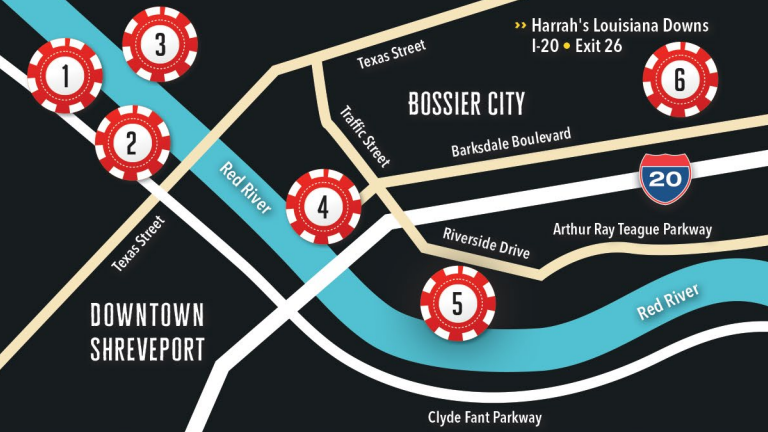 ›› Harrah's Louisiana Downs
I-20 • Exit 26
1
3
6
2
Texas Street
BOSSIER CITY
Traffic Street
Barksdale Boulevard
20
Red River
4
Texas Street
Riverside Drive
Arthur Ray Teague Parkway
5
Red River
DOWNTOWN
SHREVEPORT
Clyde Fant Parkway